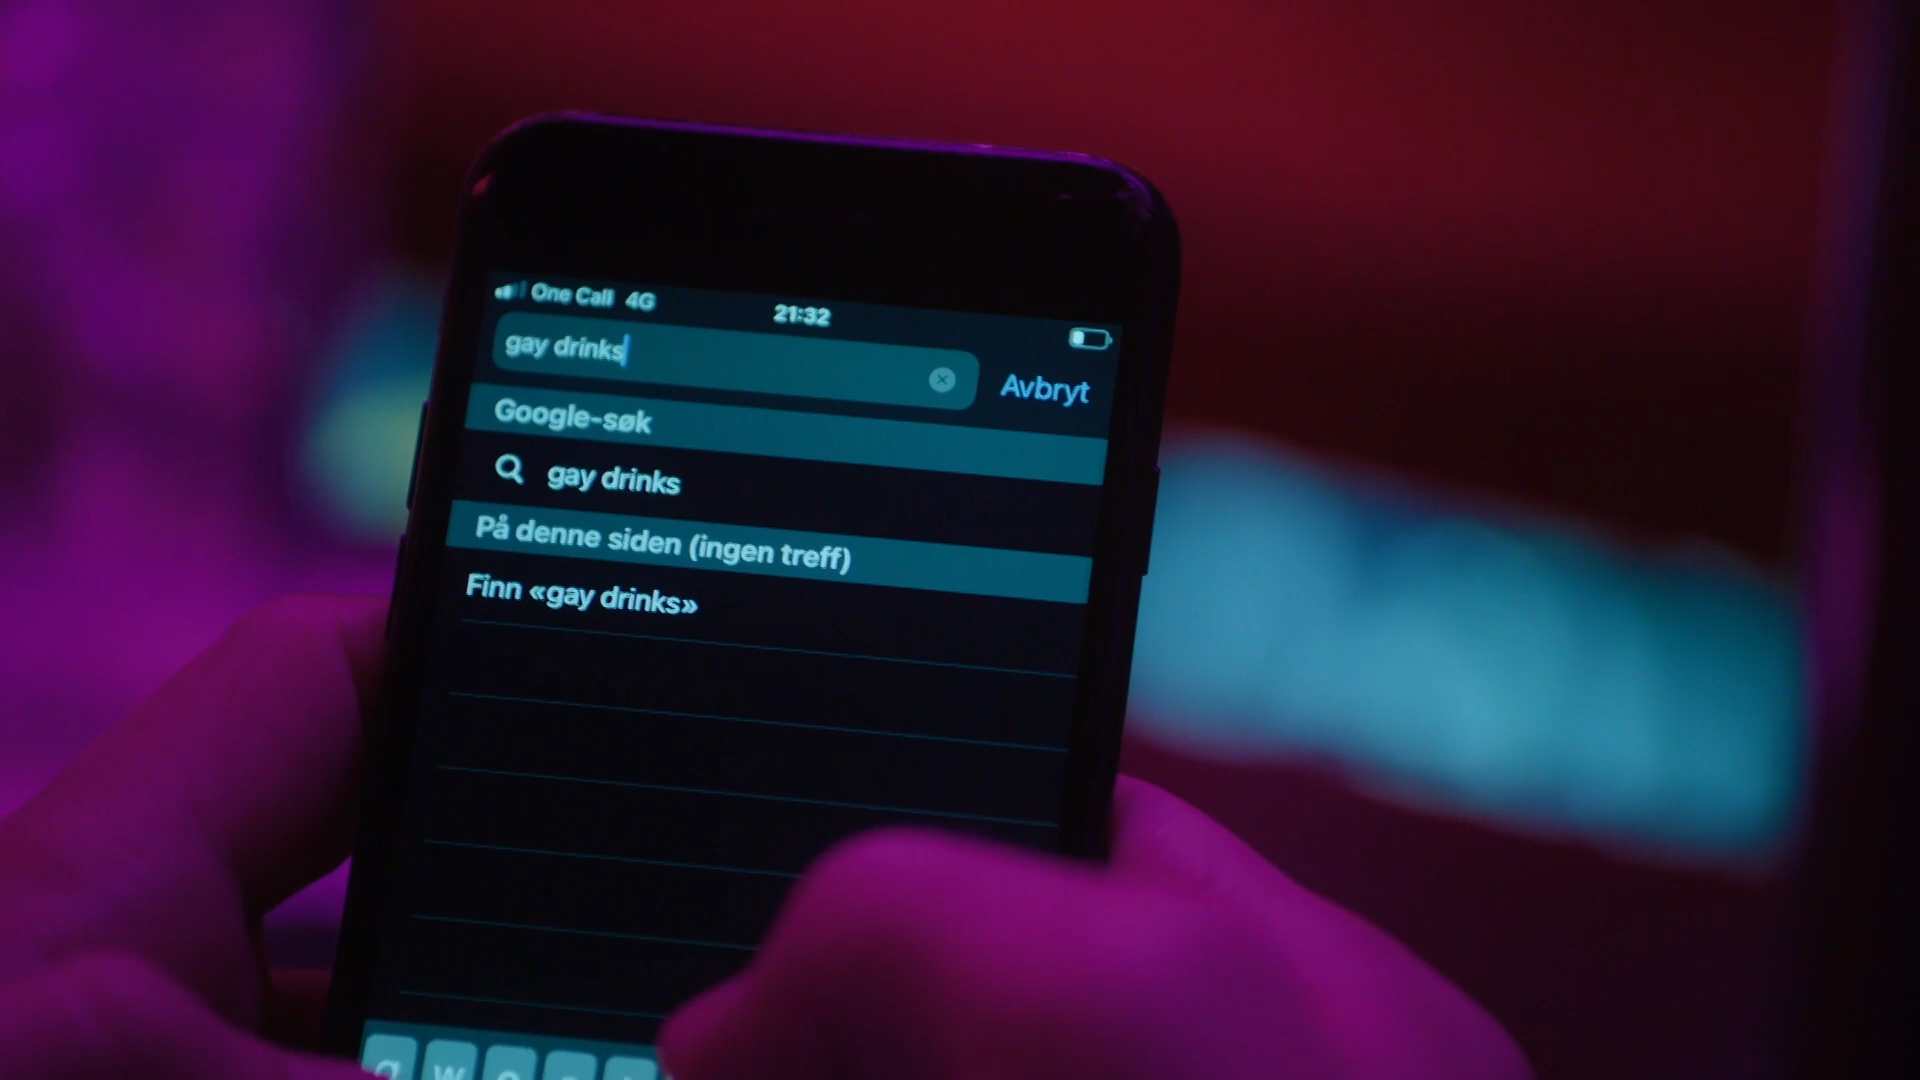 One Call 4G 21:32
gay drinks
Avbryt
Google-søk
gay drinks
På denne siden (ingen treff)
Finn «gay drinks»
q w